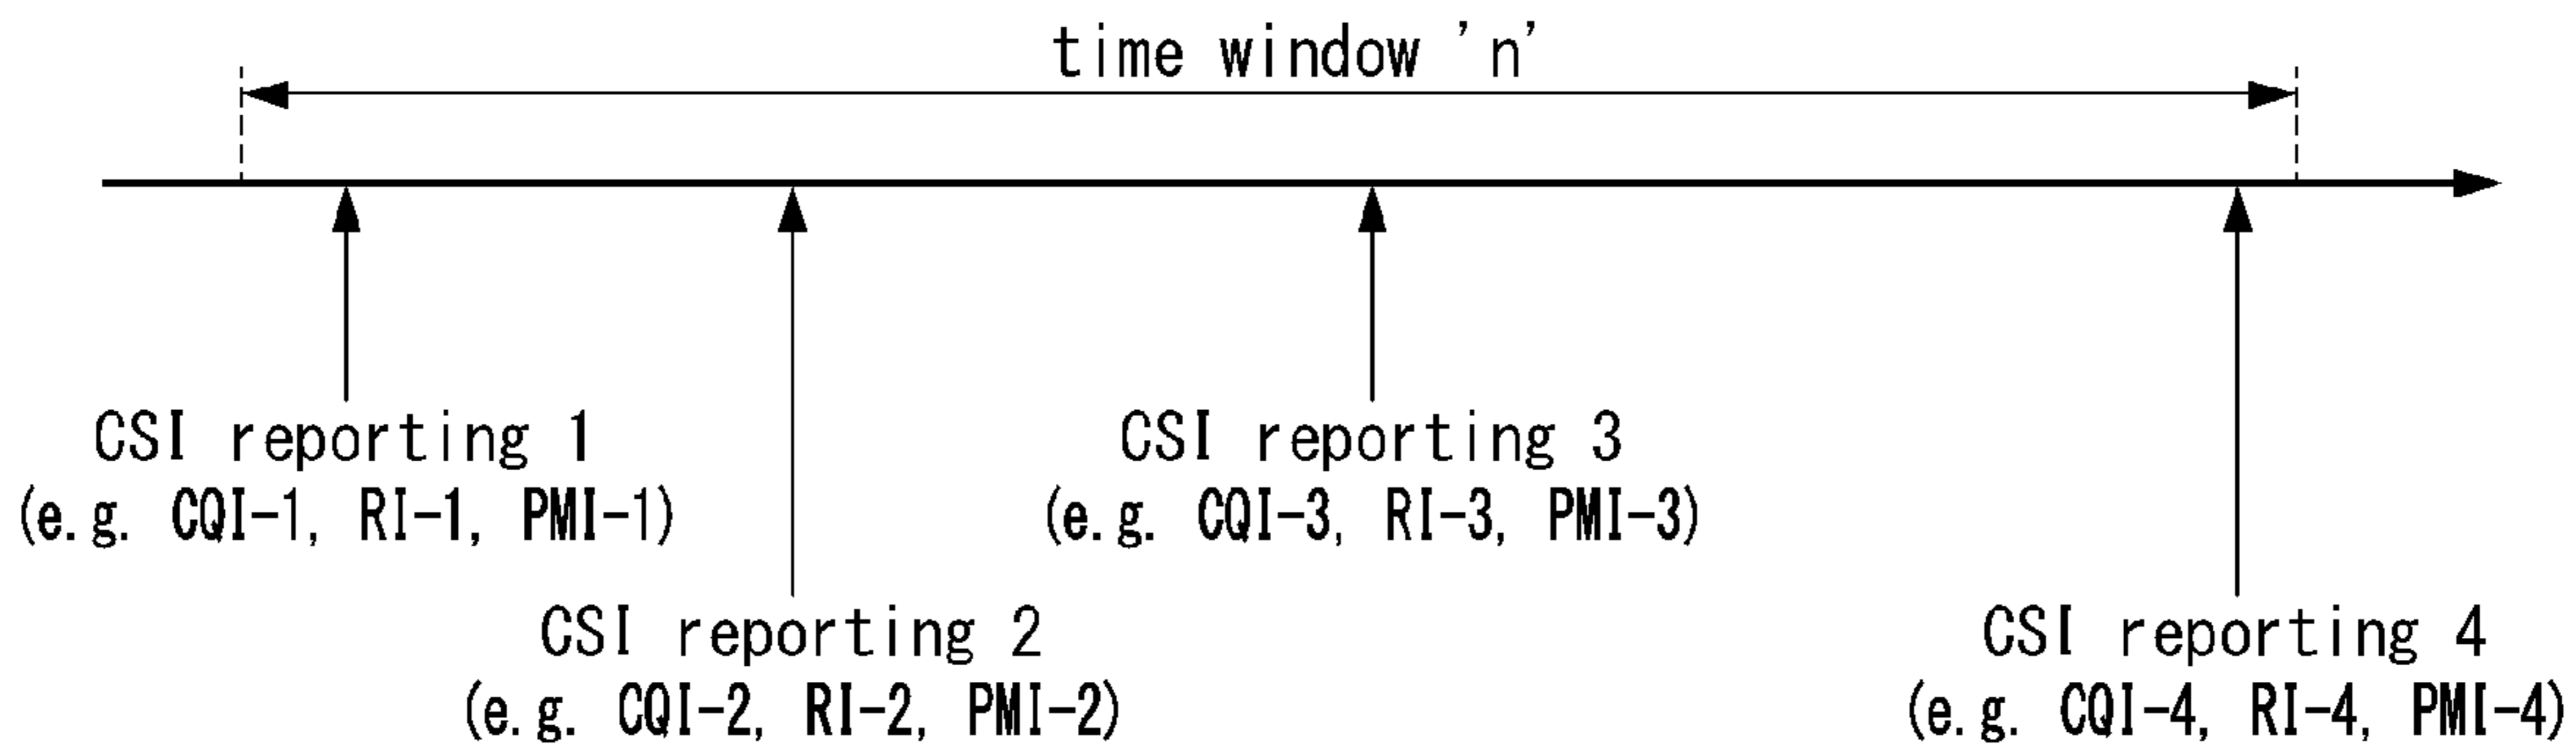 time window 'n'
CSI reporting 1
(e.g. CQI-1, RI-1, PMI-1)
CSI reporting 2
(e.g. CQI-2, RI-2, PMI-2)
CSI reporting 3
(e.g. CQI-3, RI-3, PMI-3)
CSI reporting 4
(e.g. CQI-4, RI-4, PMI-4)